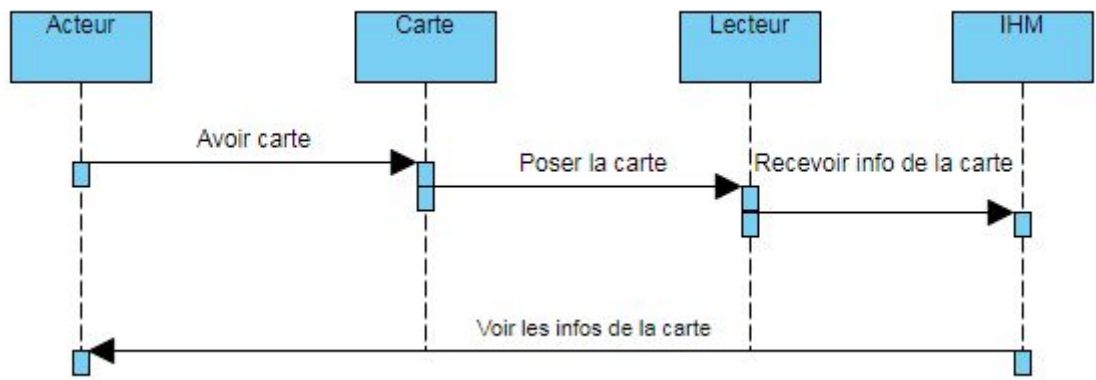 Acteur
Carte
Lecteur
IHM
Avoir carte
Poser la carte
Recevoir info de la carte
Voir les infos de la carte